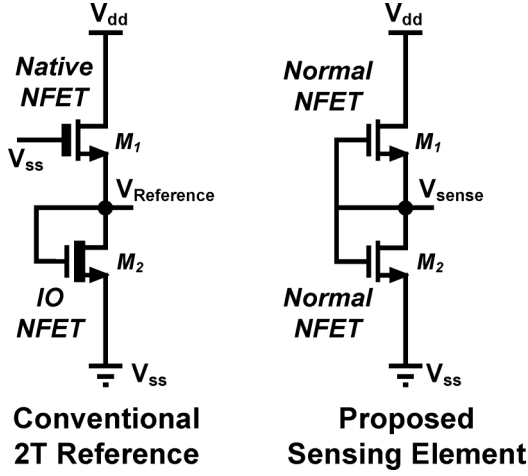 Vdd
Native
NFET
M1
Vss
VReference
M2
IO
NFET
Vss
Conventional
2T Reference
Vdd
Normal
NFET
M1
Vsense
M2
Normal
NFET
Vss
Proposed
Sensing Element